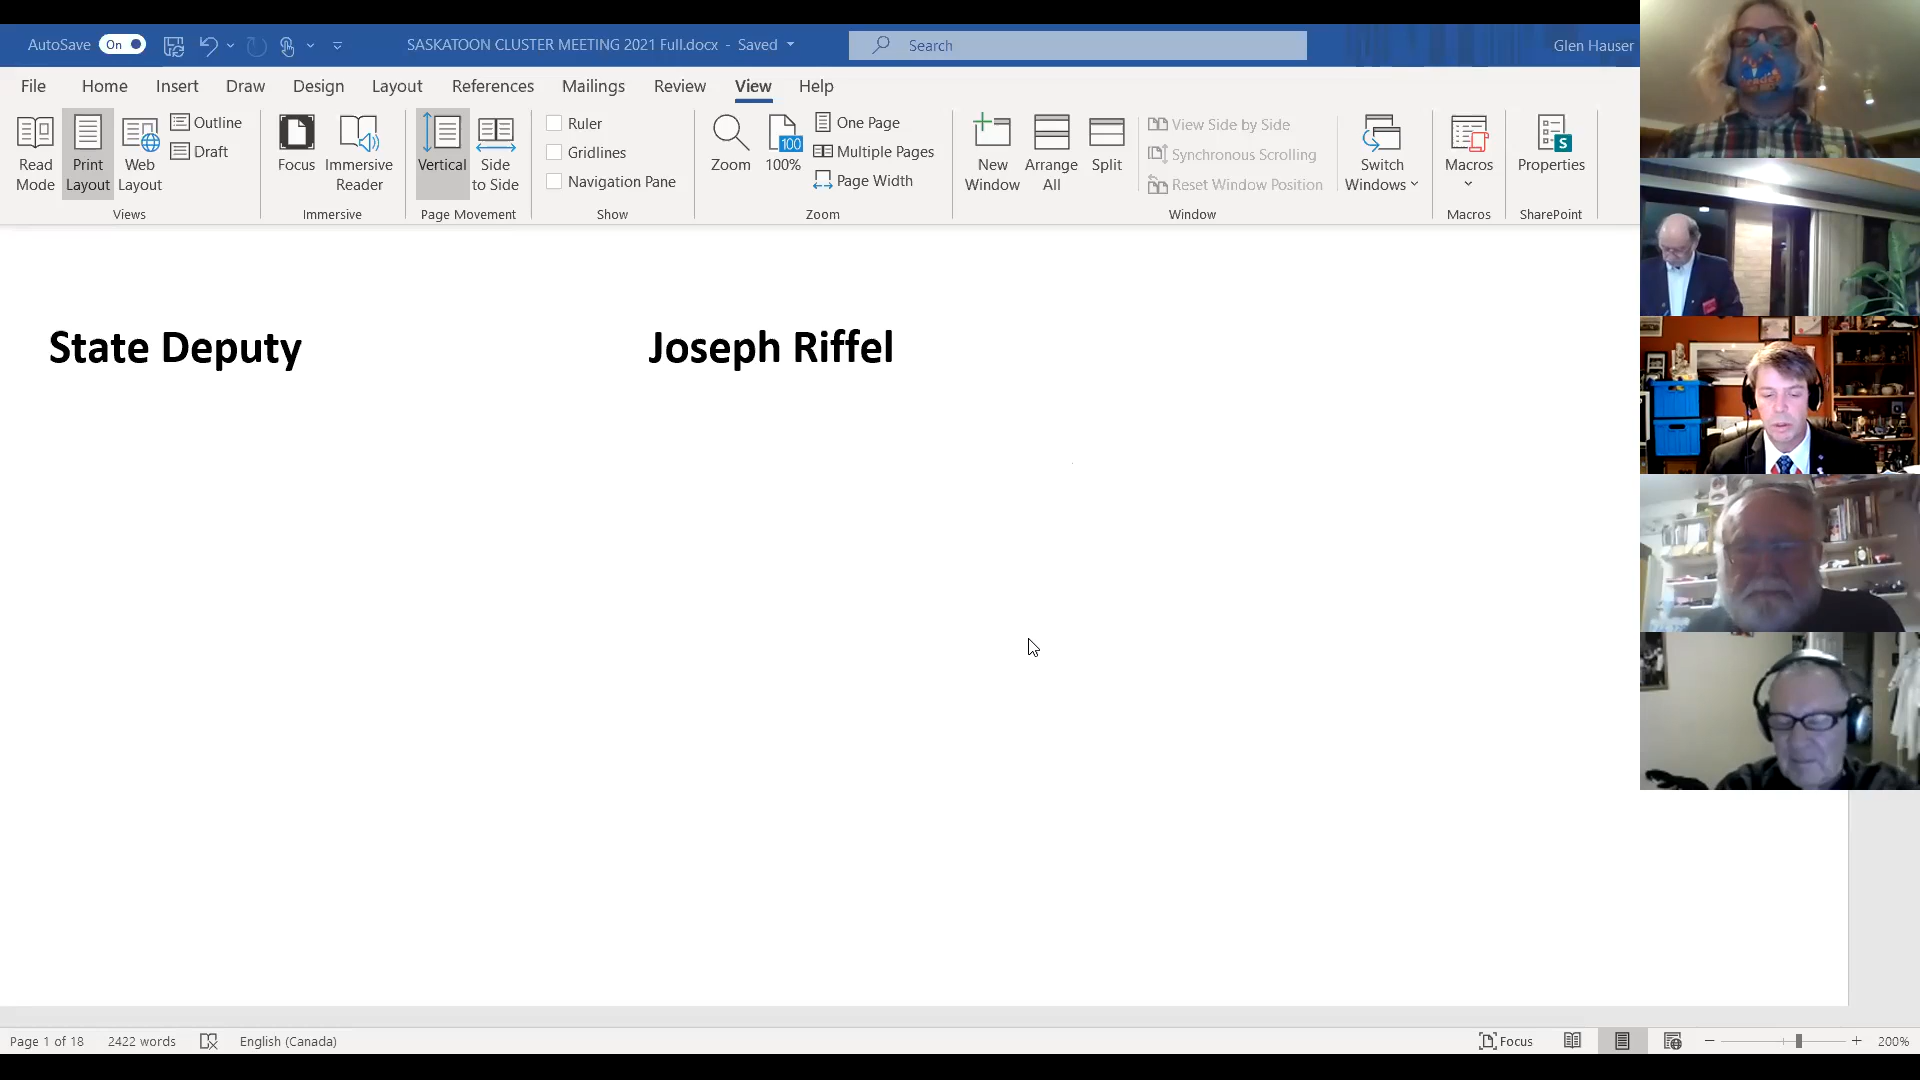 AutoSave On SASKATOON CLUSTER MEETING 2021 Full.docx - Saved Search Glen Hauser
File Home Insert Draw Design Layout References Mailings Review View Help
Read Mode
Print Layout
Web Layout
Outline
Draft
Views
Focus
Immersive Reader
Immersive
Vertical
Side to Side
Page Movement
Ruler
Gridlines
Navigation Pane
Show
Zoom
100
100%
One Page
Multiple Pages
Page Width
Zoom
New Window
Arrange All
Split
View Side by Side
Synchronous Scrolling
Reset Window Position
Switch Windows
Window
Macros
Macros
S
Properties
SharePoint
State Deputy Joseph Riffel
Page 1 of 18 2422 words English (Canada) Focus 200%